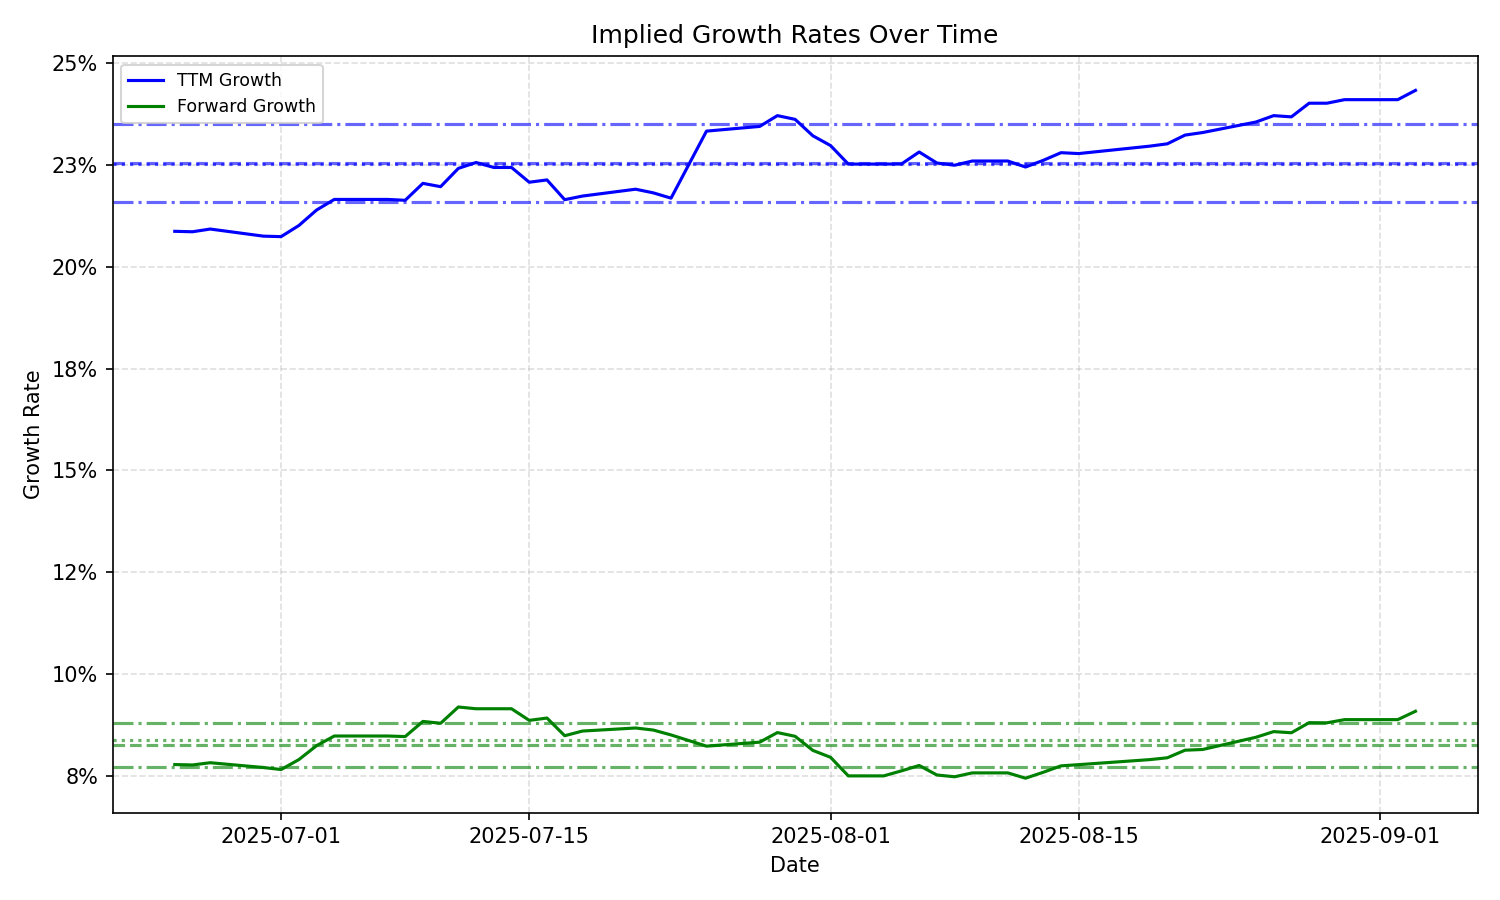 Implied Growth Rates Over Time
TTM Growth
Forward Growth
25%
23%
20%
18%
15%
12%
10%
8%
Growth Rate
2025-07-01
2025-07-15
2025-08-01
2025-08-15
2025-09-01
Date